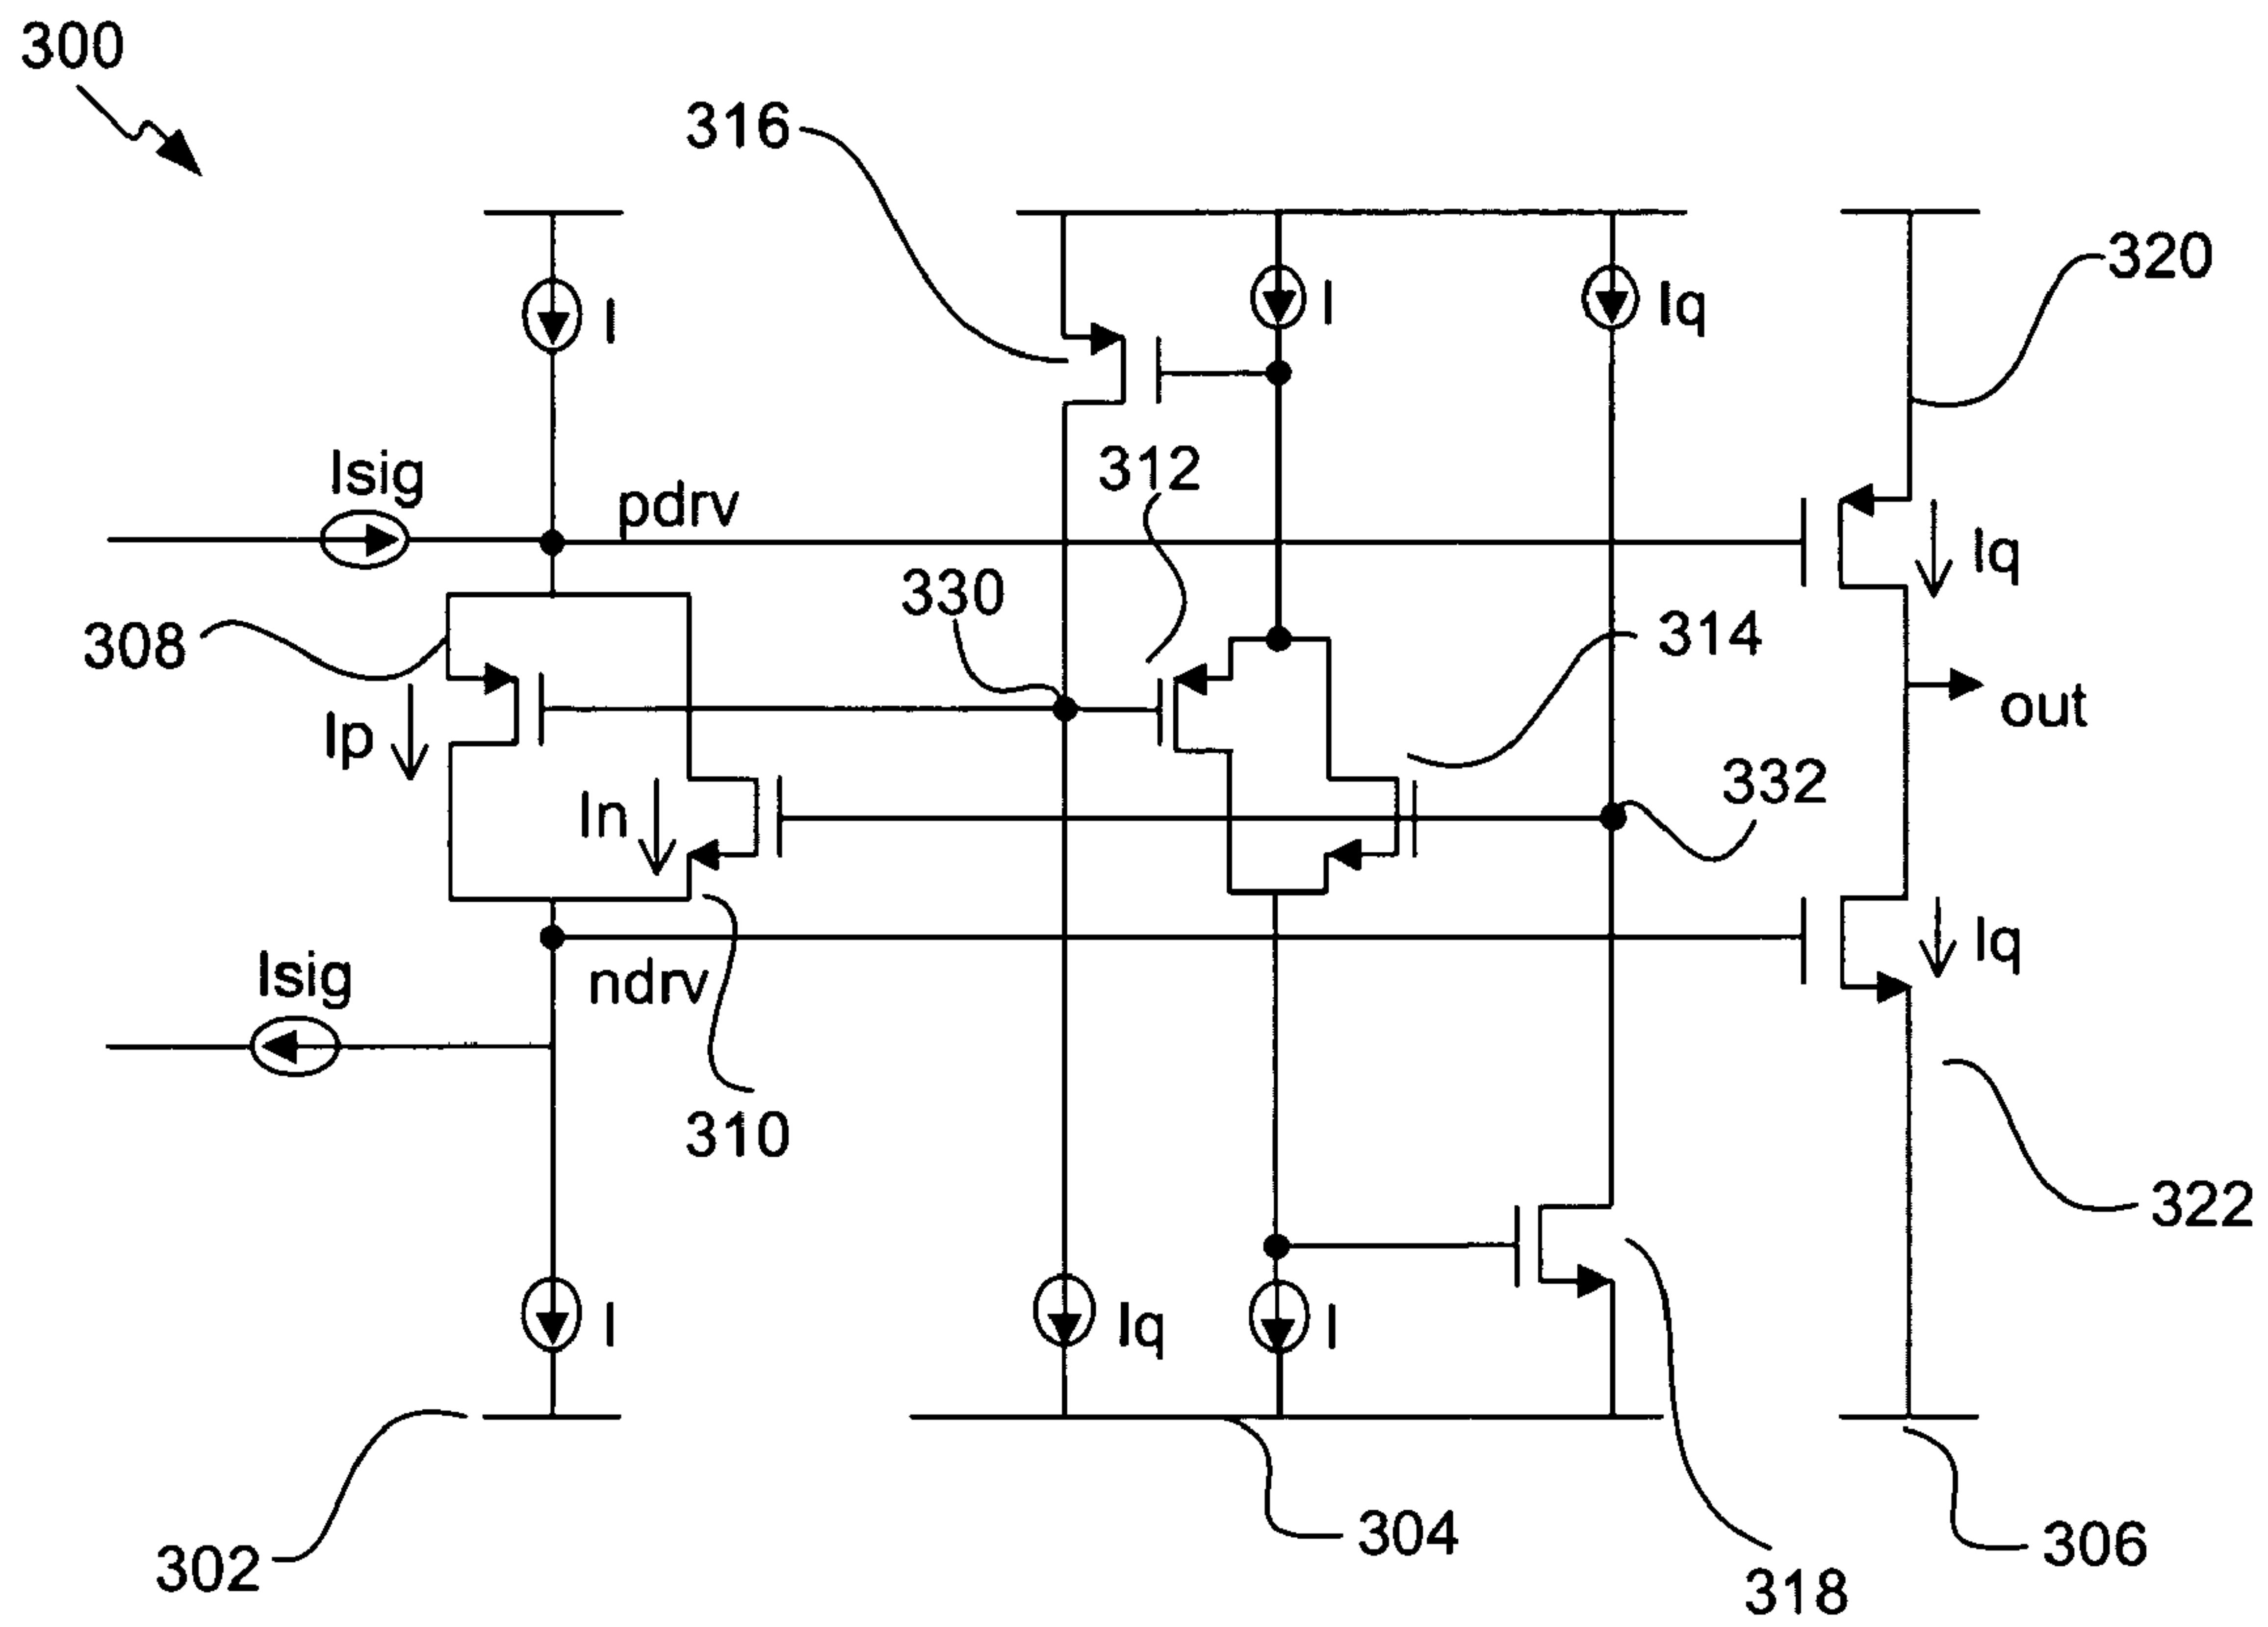 300
316
320
I
I
Iq
Isig
pdrv
312
Iq
330
308
314
out
Ip
In
332
Isig
ndrv
Iq
310
322
I
Iq
I
302
304
306
318